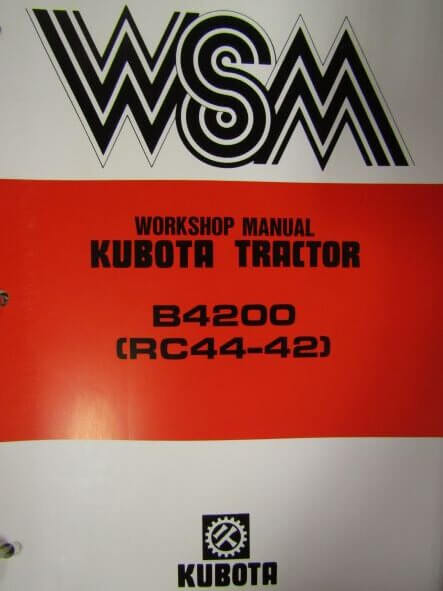 WSM
WORKSHOP MANUAL
KUBOTA TRACTOR
B4200
(RC44-42)
KUBOTA